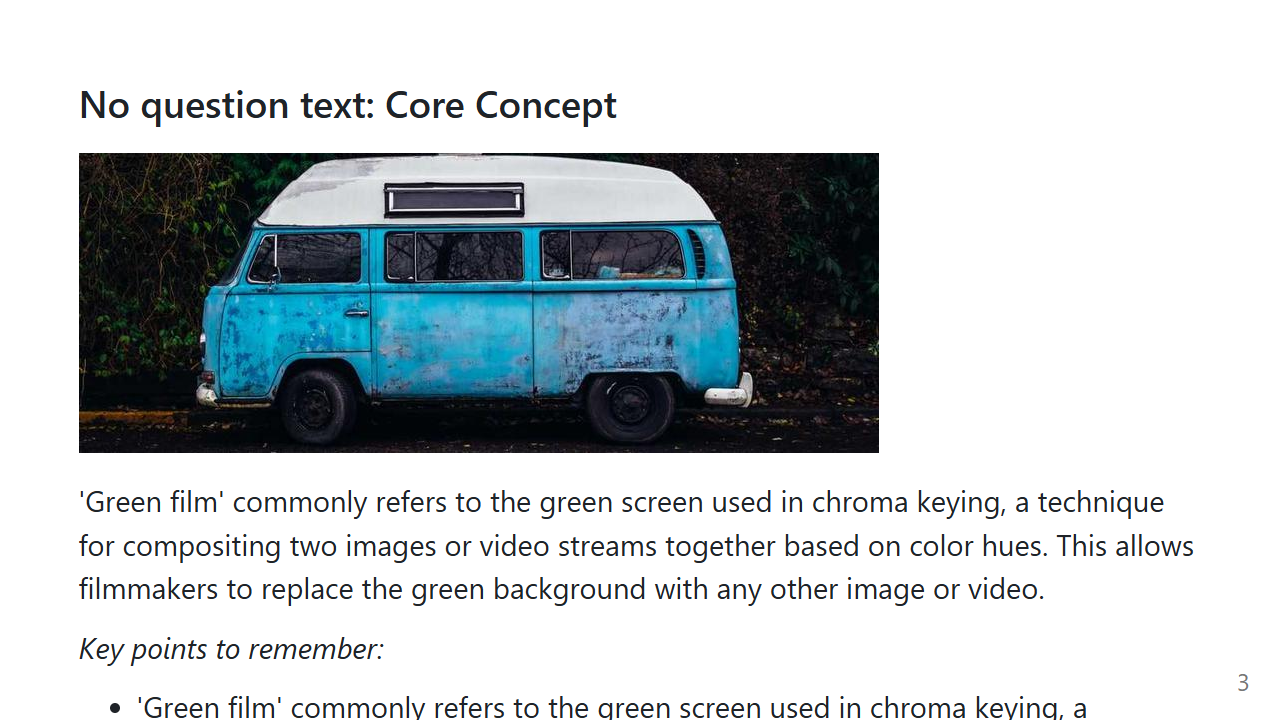 No question text: Core Concept
'Green film' commonly refers to the green screen used in chroma keying, a technique
for compositing two images or video streams together based on color hues. This allows
filmmakers to replace the green background with any other image or video.
Key points to remember:
• 'Green film' commonly refers to the green screen used in chroma keying, a
3